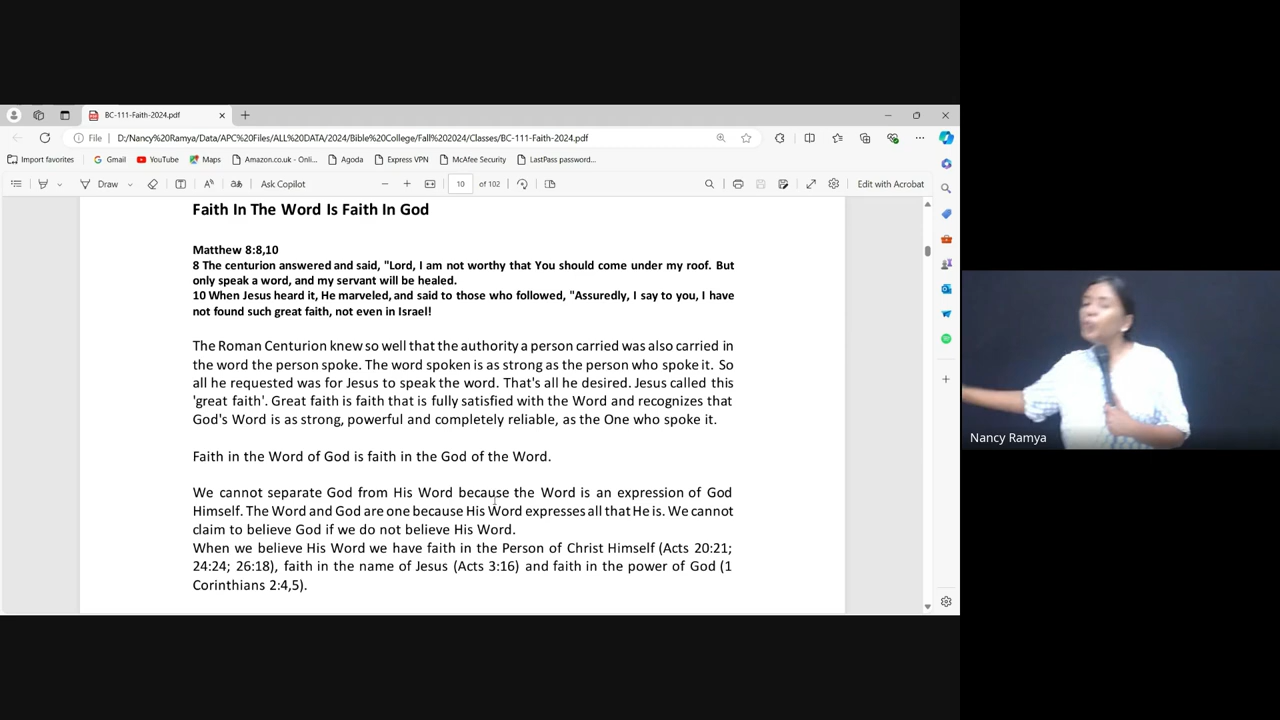 BC-111-Faith-2024.pdf
File
D:/Nancy%20Ramya/Data/APC%20Files/ALL%20DATA/2024/Bible%20College/Fall%202024/Classes/BC-111-Faith-2024.pdf
Import favorites
Gmail
YouTube
Maps
Amazon.co.uk - Onli...
Agoda
Express VPN
McAfee Security
LastPass password...
Draw
Ask Copilot
10 of 102
Edit with Acrobat
Faith In The Word Is Faith In God
Matthew 8:8,10
8 The centurion answered and said, "Lord, I am not worthy that You should come under my roof. But
only speak a word, and my servant will be healed.
10 When Jesus heard it, He marveled, and said to those who followed, "Assuredly, I say to you, I have
not found such great faith, not even in Israel!
The Roman Centurion knew so well that the authority a person carried was also carried in
the word the person spoke. The word spoken is as strong as the person who spoke it. So
all he requested was for Jesus to speak the word. That's all he desired. Jesus called this
'great faith'. Great faith is faith that is fully satisfied with the Word and recognizes that
God's Word is as strong, powerful and completely reliable, as the One who spoke it.
Faith in the Word of God is faith in the God of the Word.
We cannot separate God from His Word because the Word is an expression of God
Himself. The Word and God are one because His Word expresses all that He is. We cannot
claim to believe God if we do not believe His Word.
When we believe His Word we have faith in the Person of Christ Himself (Acts 20:21;
24:24; 26:18), faith in the name of Jesus (Acts 3:16) and faith in the power of God (1
Corinthians 2:4,5).
Nancy Ramya